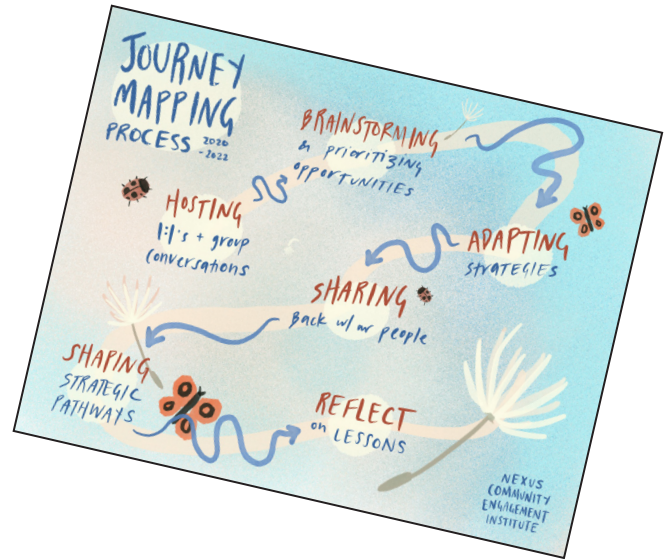 JOURNEY
MAPPING
PROCESS 2020
-2022
HOSTING
1:1's + group
conversations
BRAINSTORMING
& prioritizing
opportunities
ADAPTING
STRATEGIES
SHARING
Back w/ our people
SHAPING
STRATEGIC
PATHWAYS
REFLECT
on LESSONS
NEXUS
COMMUNITY
ENGAGEMENT
INSTITUTE